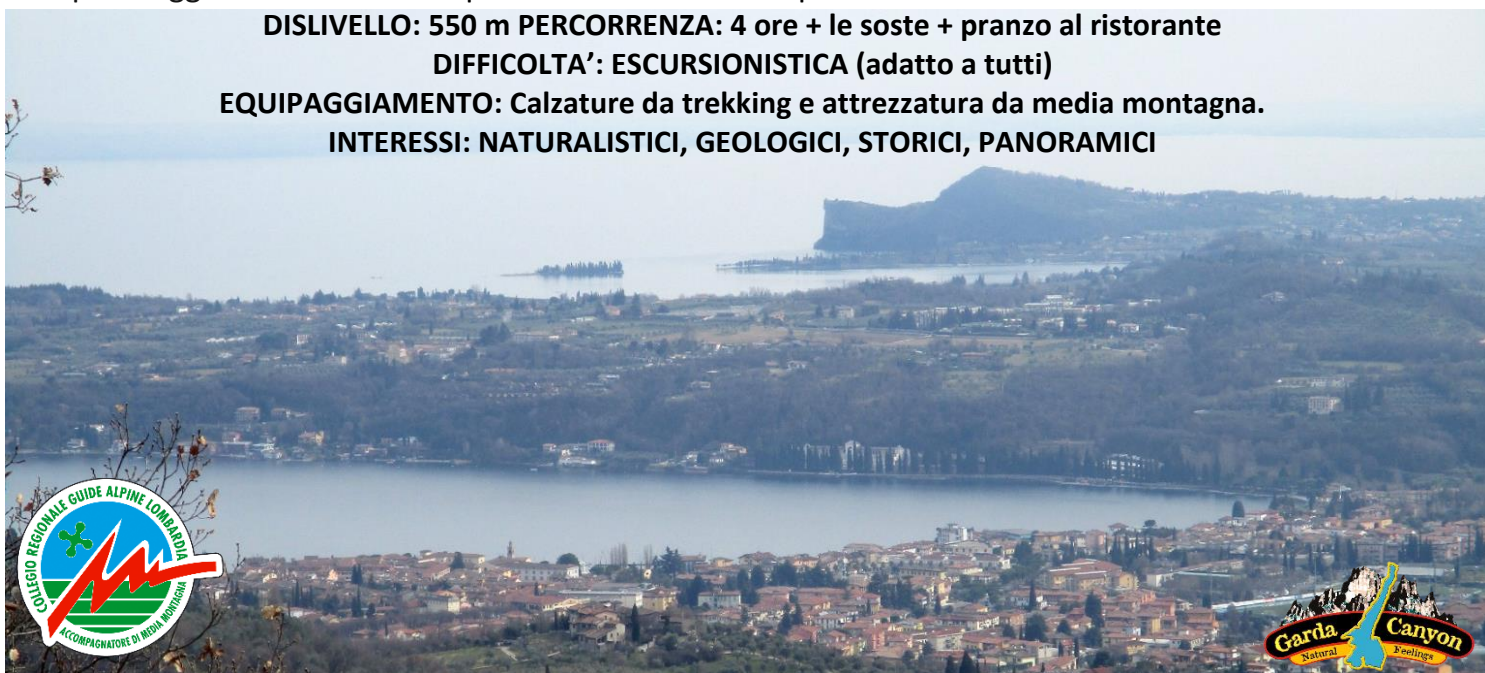 DISLIVELLO: 550 m PERCORRENZA: 4 ore + le soste + pranzo al ristorante
DIFFICOLTA’: ESCURSIONISTICA (adatto a tutti)
EQUIPAGGIAMENTO: Calzature da trekking e attrezzatura da media montagna.
INTERESSI: NATURALISTICI, GEOLOGICI, STORICI, PANORAMICI
COLLEGIO REGIONALE GUIDE ALPINE LOMBARDIA
ACCOMPAGNATORE DI MEDIA MONTAGNA
Garda Canyon
Natural Feelings